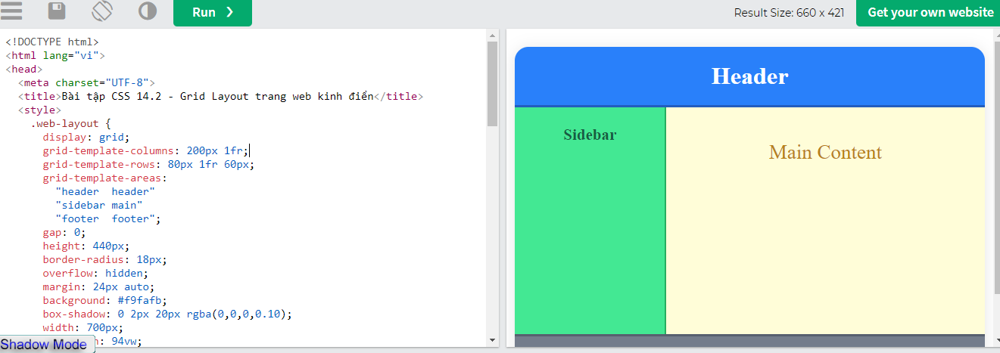 Run ❯
Result Size: 660 x 421
Get your own website
<!DOCTYPE html>
<html lang="vi">
<head>
  <meta charset="UTF-8">
  <title>Bài tập CSS 14.2 - Grid Layout trang web kinh điển</title>
  <style>
    .web-layout {
      display: grid;
      grid-template-columns: 200px 1fr;
      grid-template-rows: 80px 1fr 60px;
      grid-template-areas:
        "header  header"
        "sidebar main"
        "footer  footer";
      gap: 0;
      height: 440px;
      border-radius: 18px;
      overflow: hidden;
      margin: 24px auto;
      background: #f9fafb;
      box-shadow: 0 2px 20px rgba(0,0,0,0.10);
      width: 700px;
94vw;
Shadow Mode
Header
Sidebar
Main Content